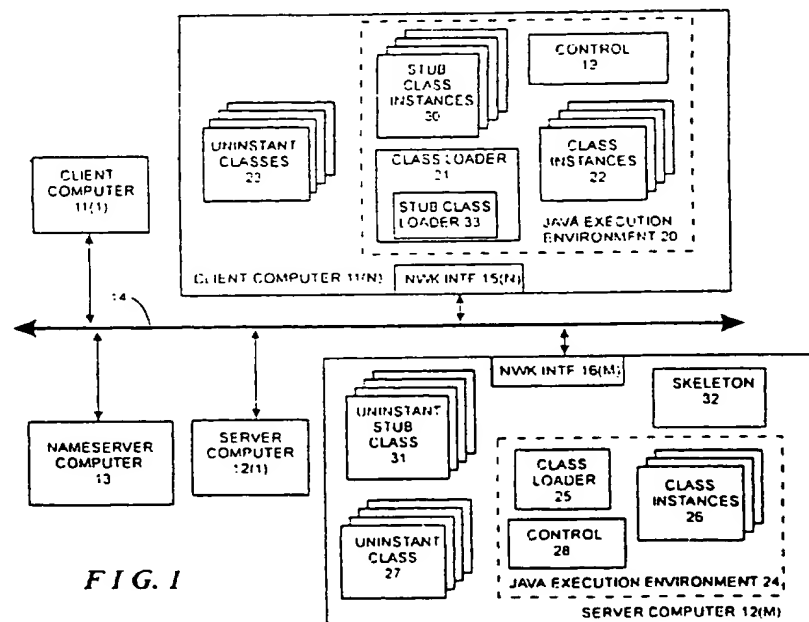 STUB
CLASS
INSTANCES
30
CONTROL
19
UNINSTANT
CLASSES
23
CLASS LOADER
21
STUB CLASS
LOADER 33
CLASS
INSTANCES
22
JAVA EXECUTION
ENVIRONMENT 20
CLIENT
COMPUTER
11(1)
CLIENT COMPUTER 11(N)
NWK INTF 15(N)
14
NWK INTF 16(M)
SKELETON
32
UNINSTANT
STUB
CLASS
31
NAMESERVER
COMPUTER
13
SERVER
COMPUTER
12(1)
CLASS
LOADER
25
CLASS
INSTANCES
26
UNINSTANT
CLASS
27
CONTROL
28
JAVA EXECUTION ENVIRONMENT 24
FIG. 1
SERVER COMPUTER 12(M)